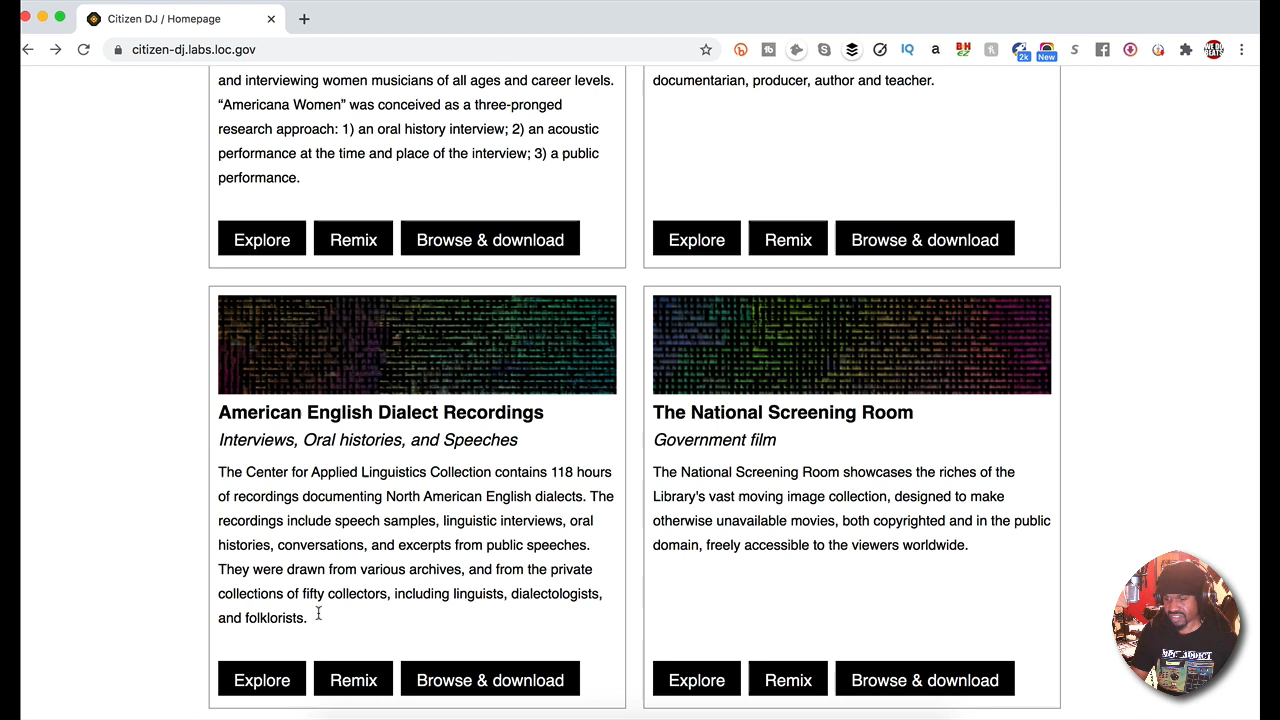 Citizen DJ / Homepage
citizen-dj.labs.loc.gov
2k
New
and interviewing women musicians of all ages and career levels.
“Americana Women” was conceived as a three-pronged
research approach: 1) an oral history interview; 2) an acoustic
performance at the time and place of the interview; 3) a public
performance.
Explore Remix Browse & download
documentarian, producer, author and teacher.
Explore Remix Browse & download
American English Dialect Recordings
Interviews, Oral histories, and Speeches
The Center for Applied Linguistics Collection contains 118 hours
of recordings documenting North American English dialects. The
recordings include speech samples, linguistic interviews, oral
histories, conversations, and excerpts from public speeches.
They were drawn from various archives, and from the private
collections of fifty collectors, including linguists, dialectologists,
and folklorists.
Explore Remix Browse & download
The National Screening Room
Government film
The National Screening Room showcases the riches of the
Library's vast moving image collection, designed to make
otherwise unavailable movies, both copyrighted and in the public
domain, freely accessible to the viewers worldwide.
Explore Remix Browse & download